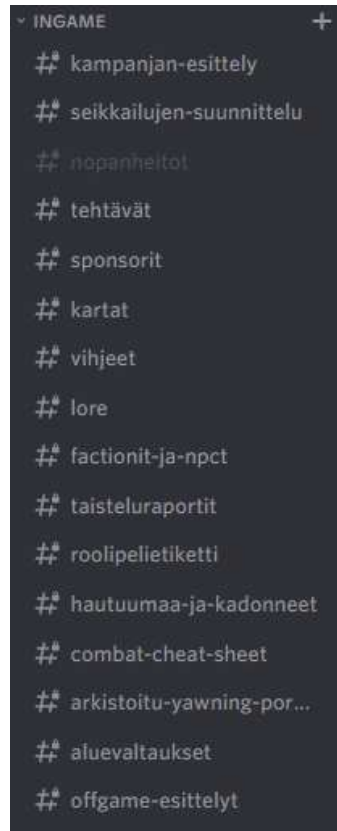 INGAME
kampanjan-esittely
seikkailujen-suunnittelu
nopanheitot
tehtävät
sponsorit
kartat
vihjeet
lore
factionit-ja-npct
taisteluraportit
roolipelietiketti
hautuumaa-ja-kadonneet
combat-cheat-sheet
arkistoitu-yawning-por...
aluevaltaukset
offgame-esittelyt